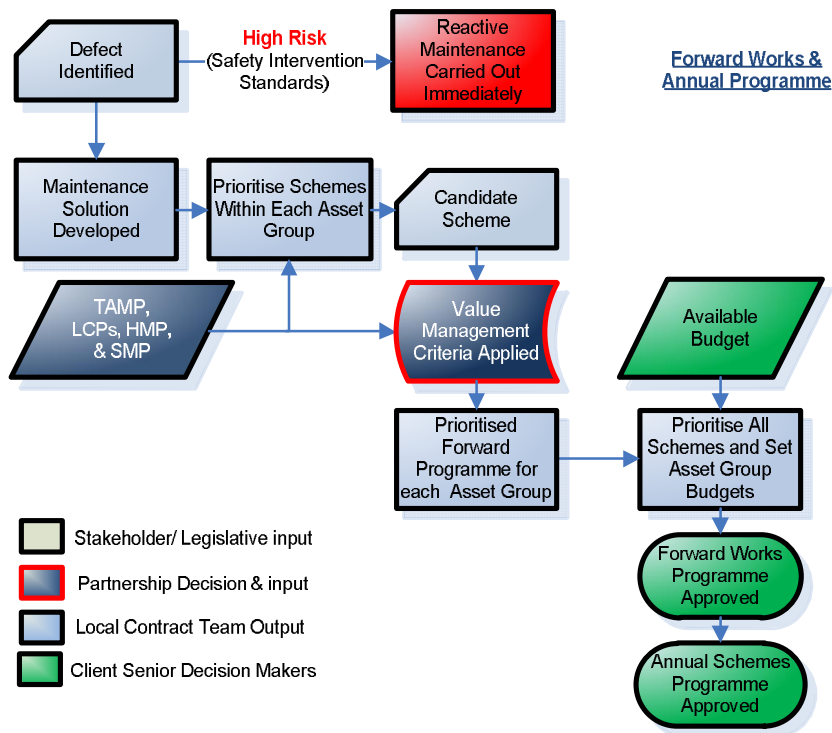 Defect
Identified
High Risk
(Safety Intervention
Standards)
Reactive
Maintenance
Carried Out
Immediately
Forward Works &
Annual Programme
Maintenance
Solution
Developed
Prioritise Schemes
Within Each Asset
Group
Candidate
Scheme
TAMP,
LCPs, HMP,
& SMP
Value
Management
Criteria Applied
Available
Budget
Prioritised
Forward
Programme for
each Asset Group
Prioritise All
Schemes and Set
Asset Group
Budgets
Forward Works
Programme
Approved
Annual Schemes
Programme
Approved
Stakeholder/ Legislative input
Partnership Decision & input
Local Contract Team Output
Client Senior Decision Makers